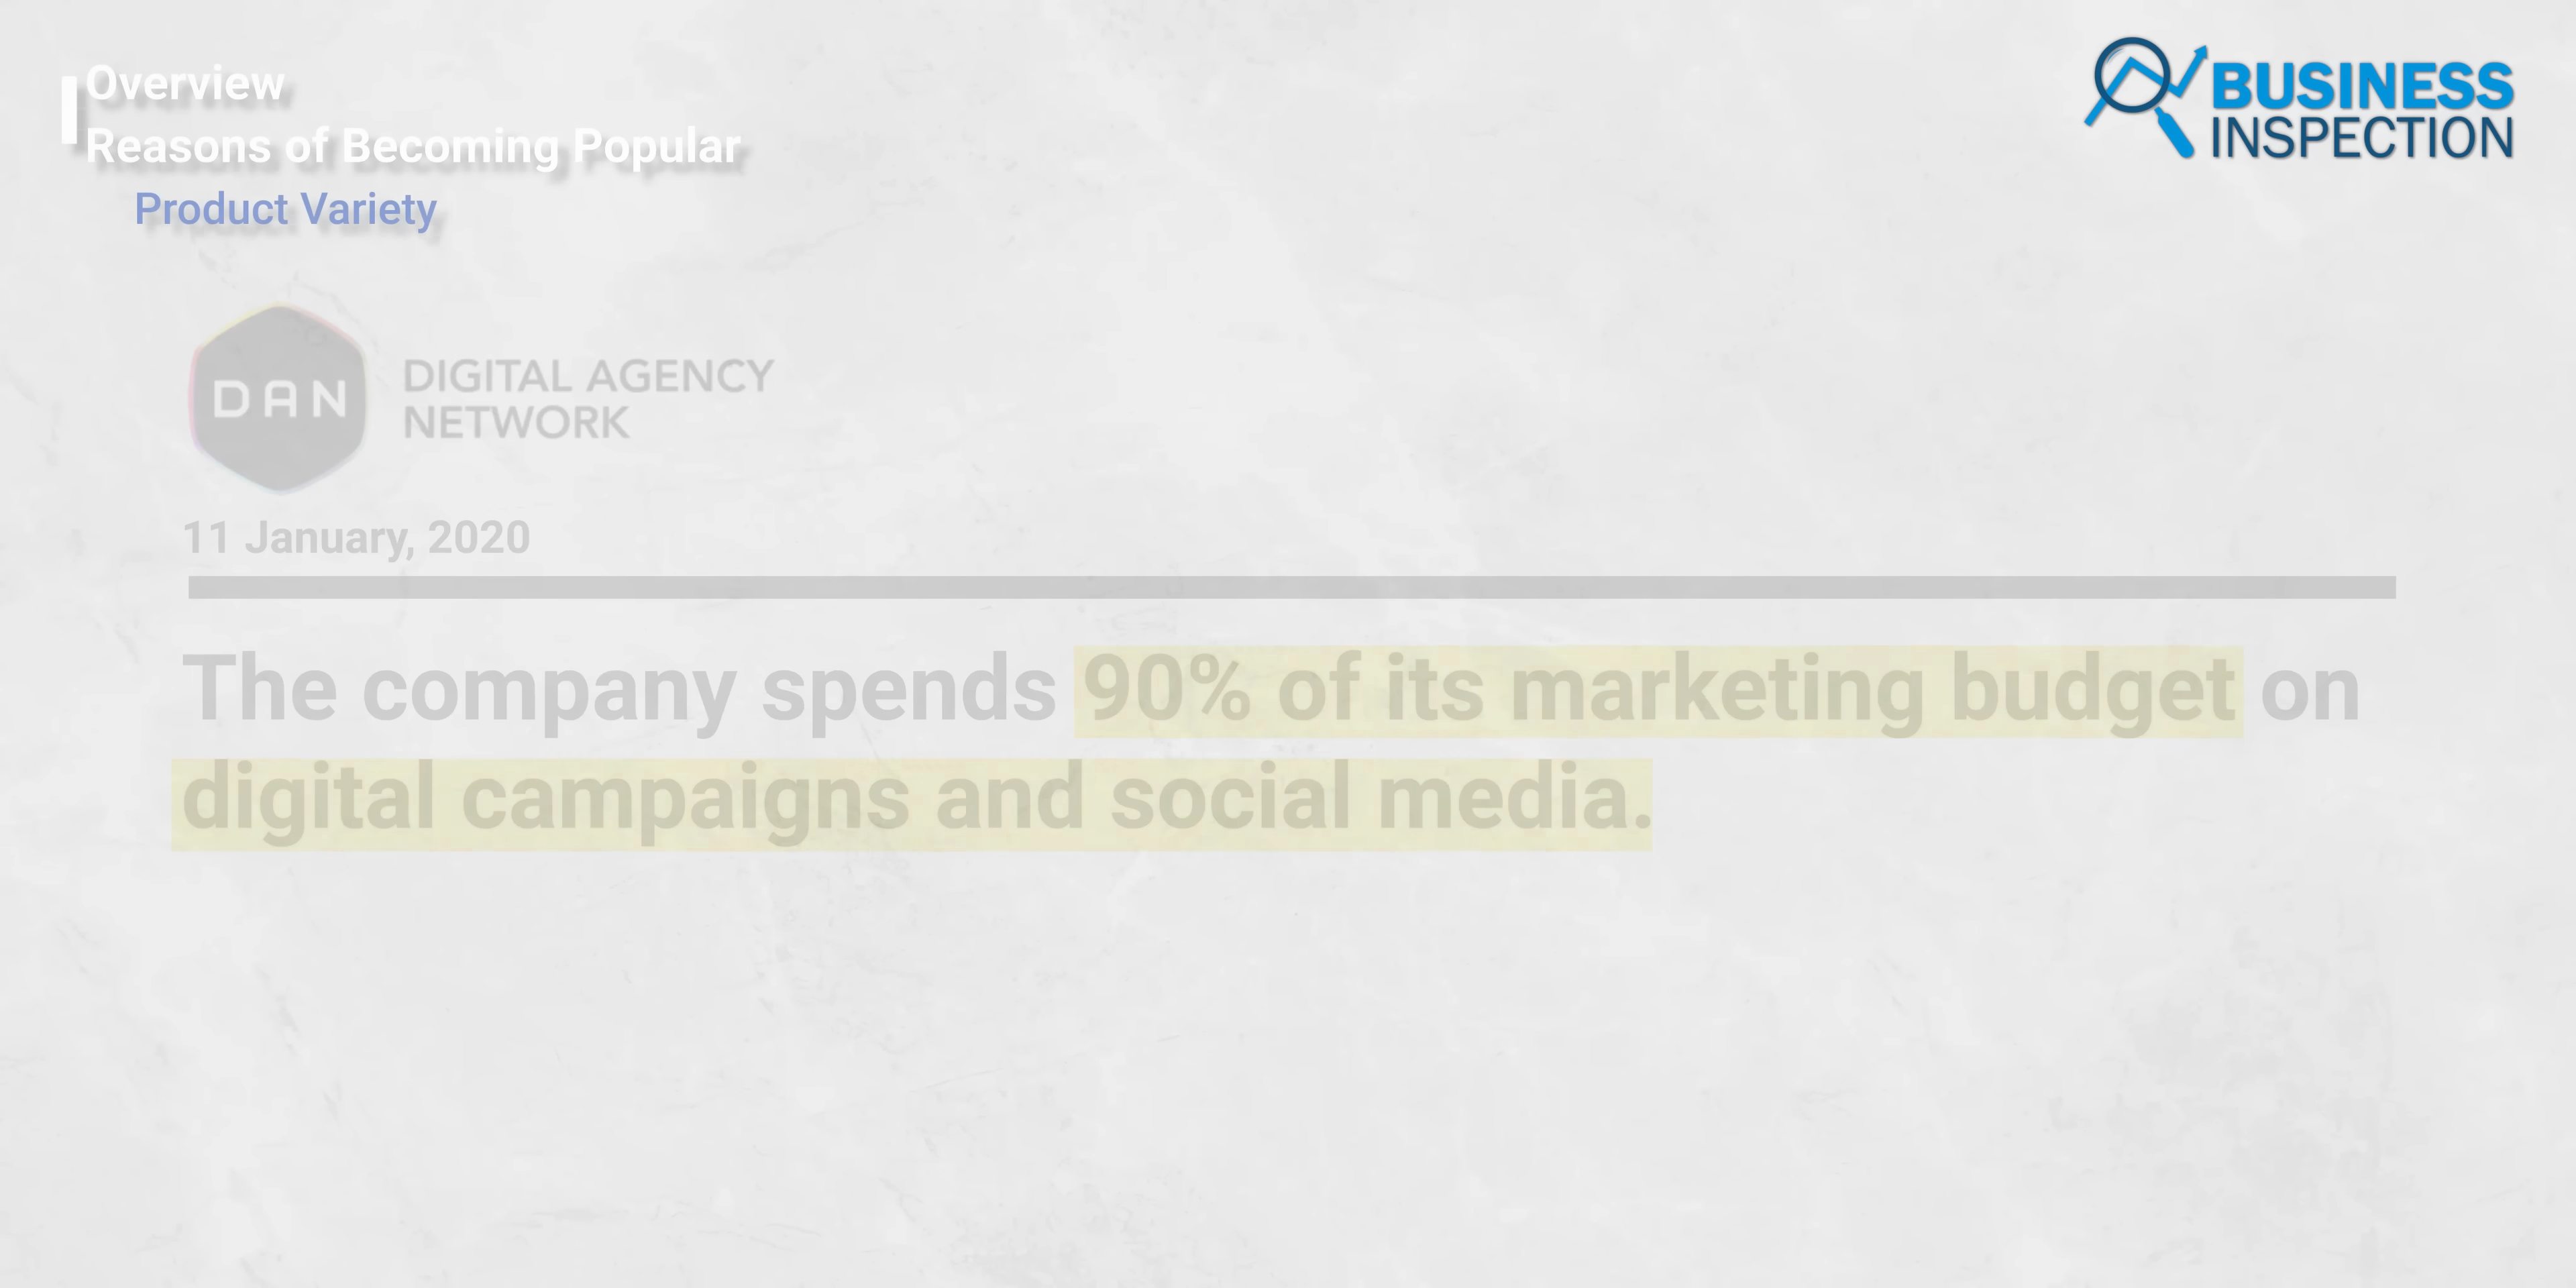 Overview
Reasons of Becoming Popular
Product Variety
BUSINESS
INSPECTION
DAN
DIGITAL AGENCY
NETWORK
11 January, 2020
The company spends 90% of its marketing budget on
digital campaigns and social media.